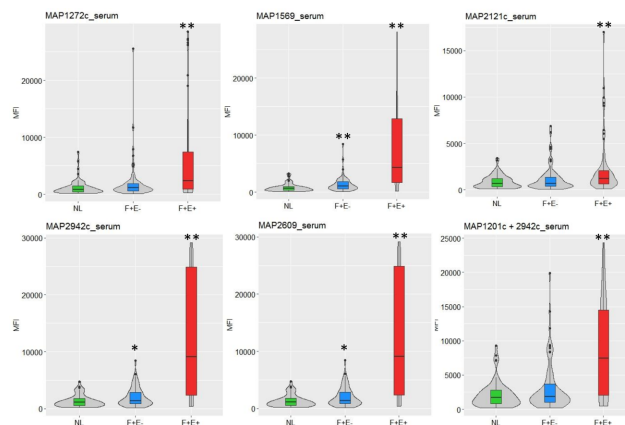 MAP1272c_serum
**
20000
10000
0
MFI
NL
F+E-
F+E+
MAP1569_serum
**
**
20000
10000
0
MFI
NL
F+E-
F+E+
MAP2121c_serum
**
15000
10000
5000
0
MFI
NL
F+E-
F+E+
MAP2942c_serum
**
*
30000
20000
10000
0
MFI
NL
F+E-
F+E+
MAP2609_serum
**
*
30000
20000
10000
0
MFI
NL
F+E-
F+E+
MAP1201c + 2942c_serum
**
25000
20000
15000
10000
5000
0
NL
F+E-
F+E+